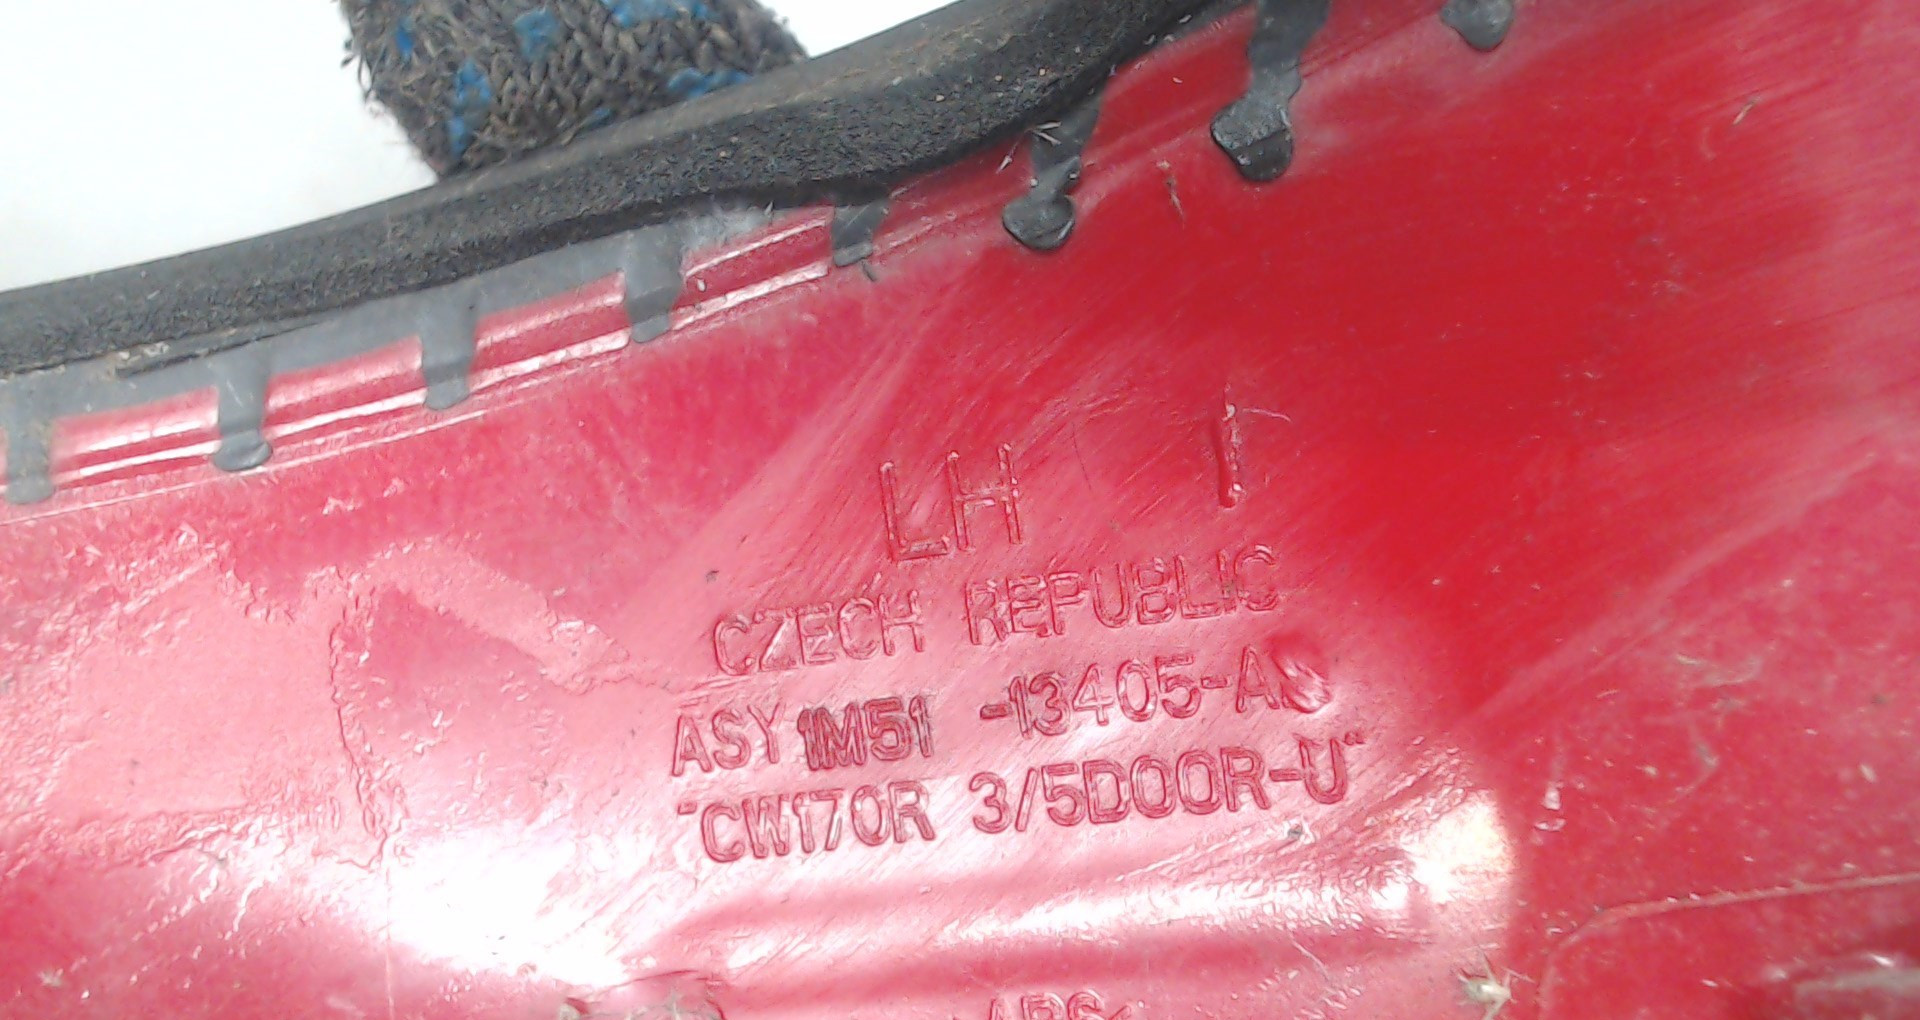 LH I
CZECH REPUBLIC
ASY 1M51 -13405-A
"CW170R 3/5DOOR-U"